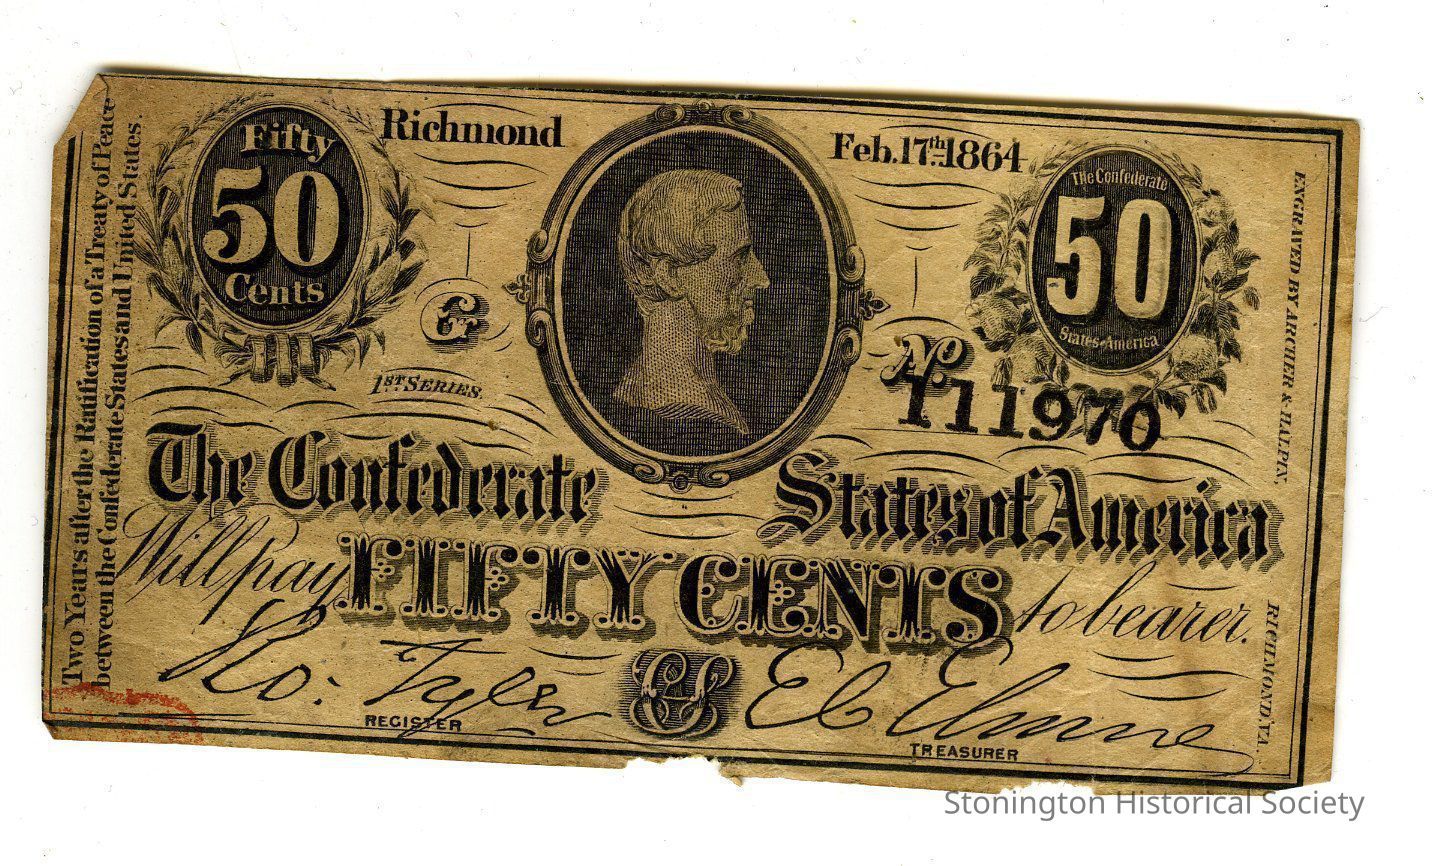 Two Years after the Ratification of a Treaty of Peace
between the Confederate States and United States.
Fifty
50
Cents
Richmond
Feb. 17th 1864
The Confederate
50
States of America
G
1ST SERIES.
No
111970
The Confederate States of America
Will pay FIFTY CENTS to bearer.
Ro. Tyler
REGISTER
CS
Eb Elmore
TREASURER
ENGRAVED BY ARCHER & HALPIN,
RICHMOND, VA.
Stonington Historical Society